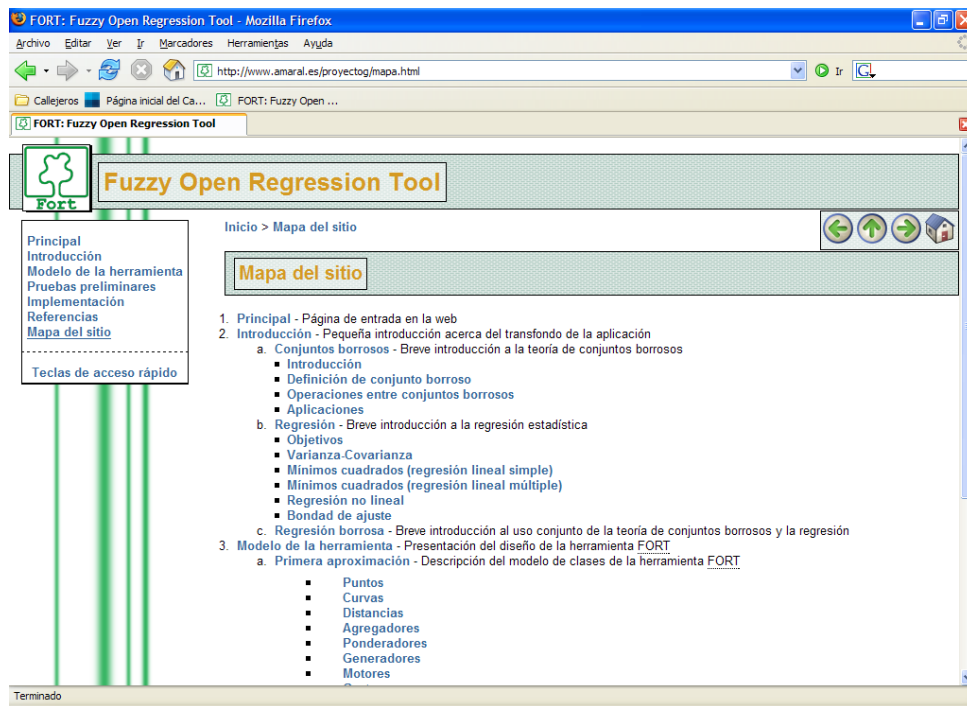 FORT: Fuzzy Open Regression Tool - Mozilla Firefox
Archivo Editar Ver Ir Marcadores Herramientas Ayuda
http://www.amaral.es/proyectog/mapa.html
Ir
Callejeros Página inicial del Ca... FORT: Fuzzy Open ...
FORT: Fuzzy Open Regression Tool
Fort
Fuzzy Open Regression Tool
Principal
Introducción
Modelo de la herramienta
Pruebas preliminares
Implementación
Referencias
Mapa del sitio
Teclas de acceso rápido
Inicio > Mapa del sitio
Mapa del sitio
1. Principal - Página de entrada en la web
2. Introducción - Pequeña introducción acerca del transfondo de la aplicación
a. Conjuntos borrosos - Breve introducción a la teoría de conjuntos borrosos
Introducción
Definición de conjunto borroso
Operaciones entre conjuntos borrosos
Aplicaciones
b. Regresión - Breve introducción a la regresión estadística
Objetivos
Varianza-Covarianza
Mínimos cuadrados (regresión lineal simple)
Mínimos cuadrados (regresión lineal múltiple)
Regresión no lineal
Bondad de ajuste
c. Regresión borrosa - Breve introducción al uso conjunto de la teoría de conjuntos borrosos y la regresión
3. Modelo de la herramienta - Presentación del diseño de la herramienta FORT
a. Primera aproximación - Descripción del modelo de clases de la herramienta FORT
Puntos
Curvas
Distancias
Agregadores
Ponderadores
Generadores
Motores
Terminado